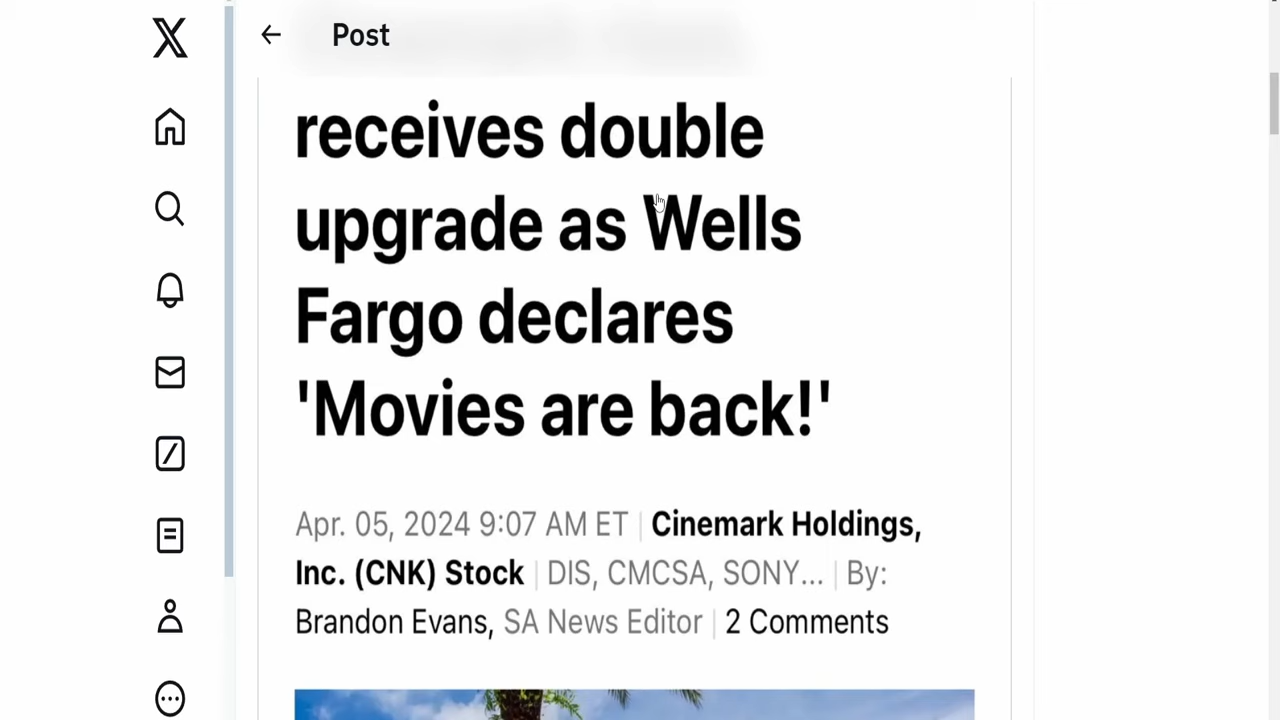 Post
receives double
upgrade as Wells
Fargo declares
'Movies are back!'
Apr. 05, 2024 9:07 AM ET | Cinemark Holdings,
Inc. (CNK) Stock | DIS, CMCSA, SONY... | By:
Brandon Evans, SA News Editor | 2 Comments